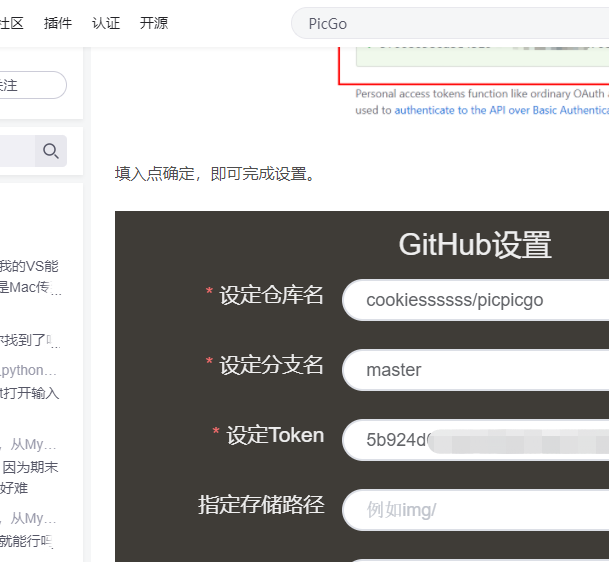 社区 插件 认证 开源 PicGo
关注
Personal access tokens function like ordinary OAuth
used to authenticate to the API over Basic Authentica
填入点确定，即可完成设置。
我的VS能
是Mac传...
你找到了
_python...
t打开输入
，从My...
因为期末
好难
，从My...
就能行吗
GitHub设置
* 设定仓库名 cookiessssss/picpicgo
* 设定分支名 master
* 设定Token 5b924d
指定存储路径 例如img/